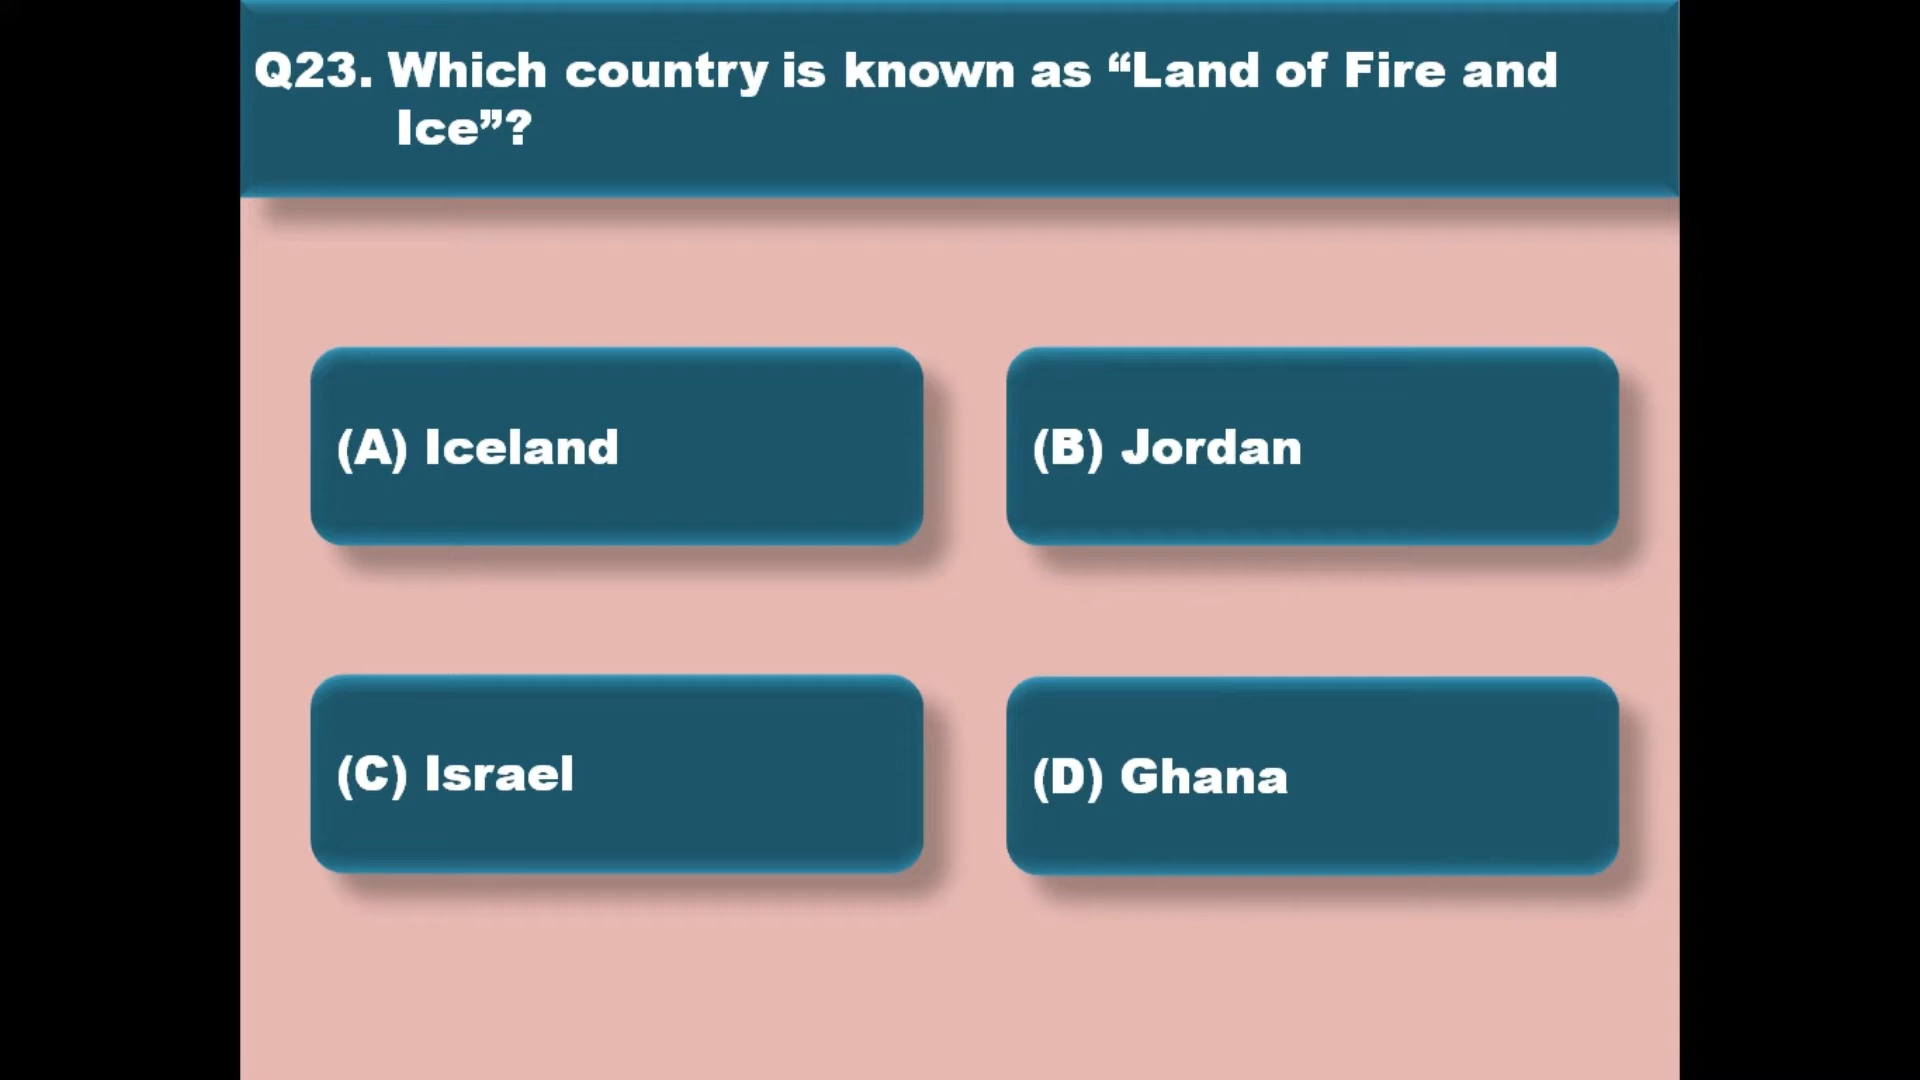 Q23. Which country is known as “Land of Fire and
Ice”?
(A) Iceland
(B) Jordan
(C) Israel
(D) Ghana